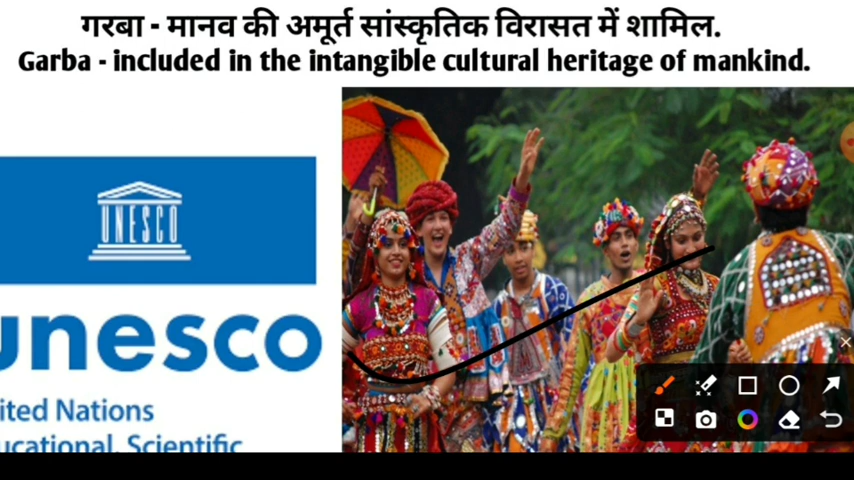 गरबा - मानव की अमूर्त सांस्कृतिक विरासत में शामिल.
Garba - included in the intangible cultural heritage of mankind.
UNESCO
unesco
ited Nations
ucational, Scientific